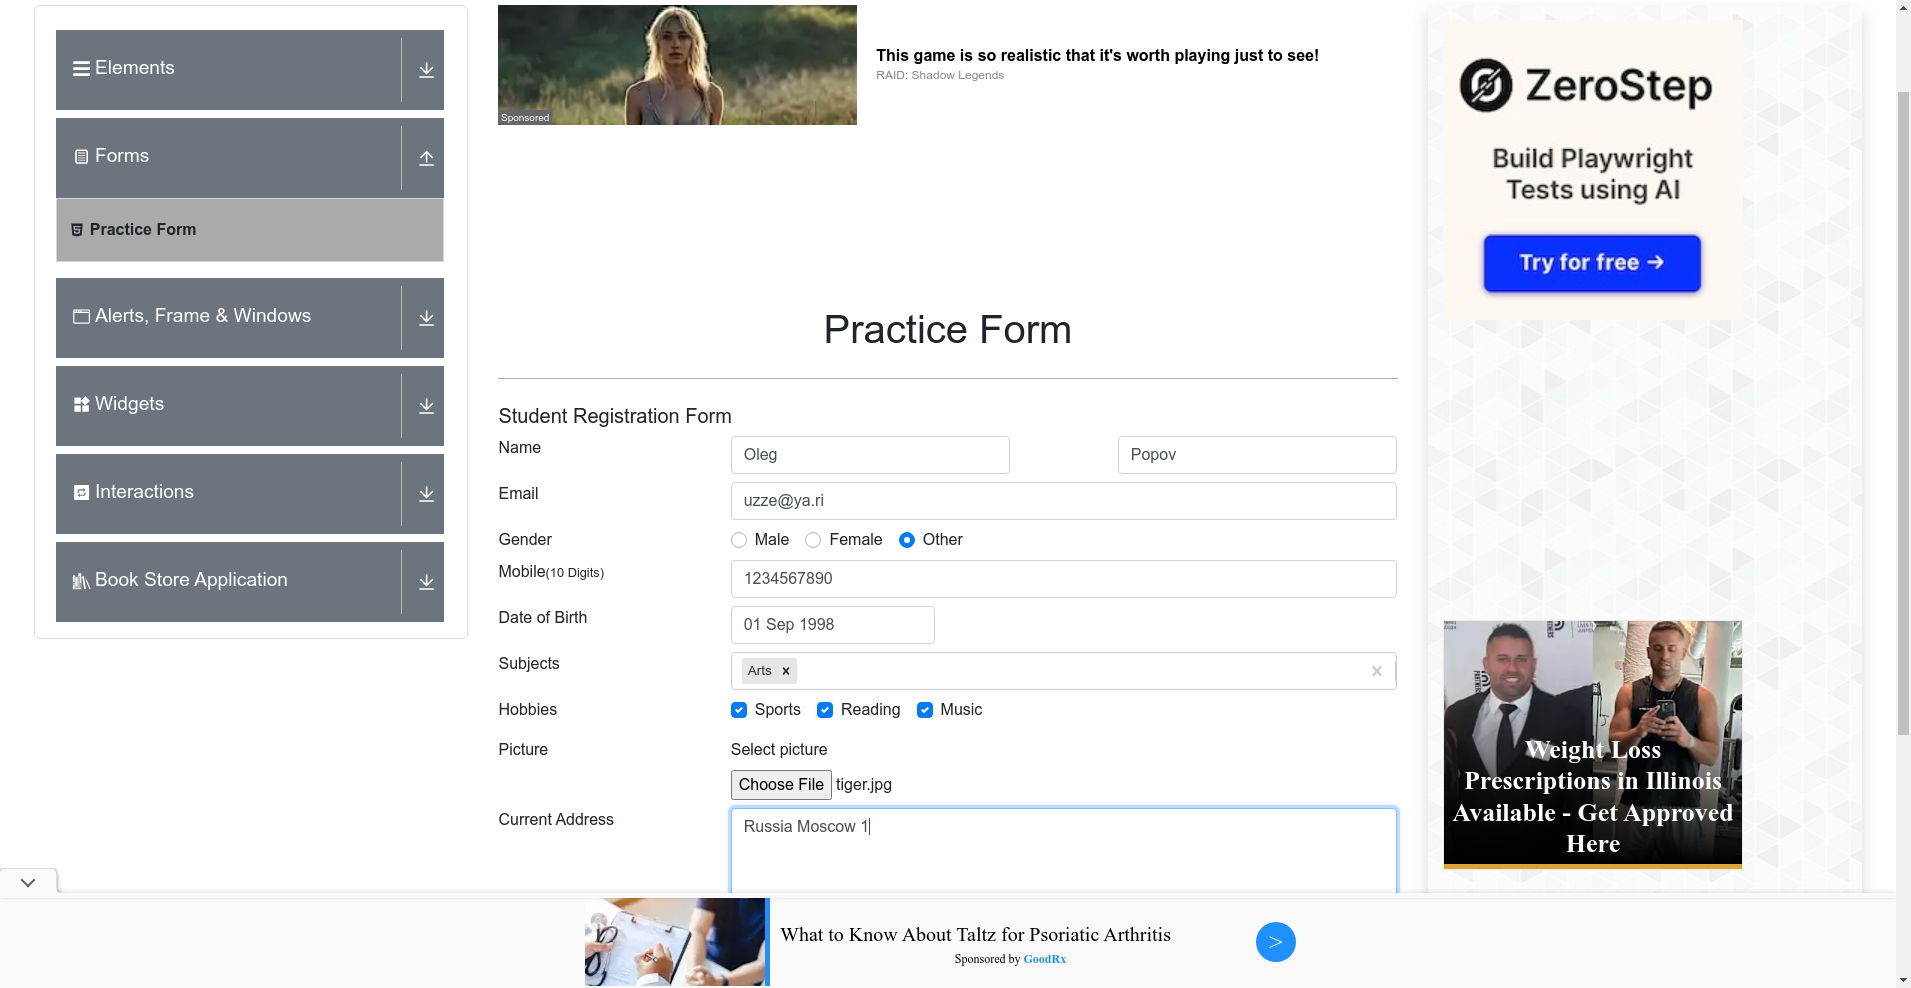 Elements
Forms
Practice Form
Alerts, Frame & Windows
Widgets
Interactions
Book Store Application
Sponsored
This game is so realistic that it's worth playing just to see!
RAID: Shadow Legends
Practice Form
Student Registration Form
Name Oleg Popov
Email uzze@ya.ri
Gender Male Female Other
Mobile(10 Digits) 1234567890
Date of Birth 01 Sep 1998
Subjects Arts
Hobbies Sports Reading Music
Picture Select picture
Choose File tiger.jpg
Current Address Russia Moscow 1
ZeroStep
Build Playwright
Tests using AI
Try for free →
Weight Loss
Prescriptions in Illinois
Available - Get Approved
Here
What to Know About Taltz for Psoriatic Arthritis
Sponsored by GoodRx